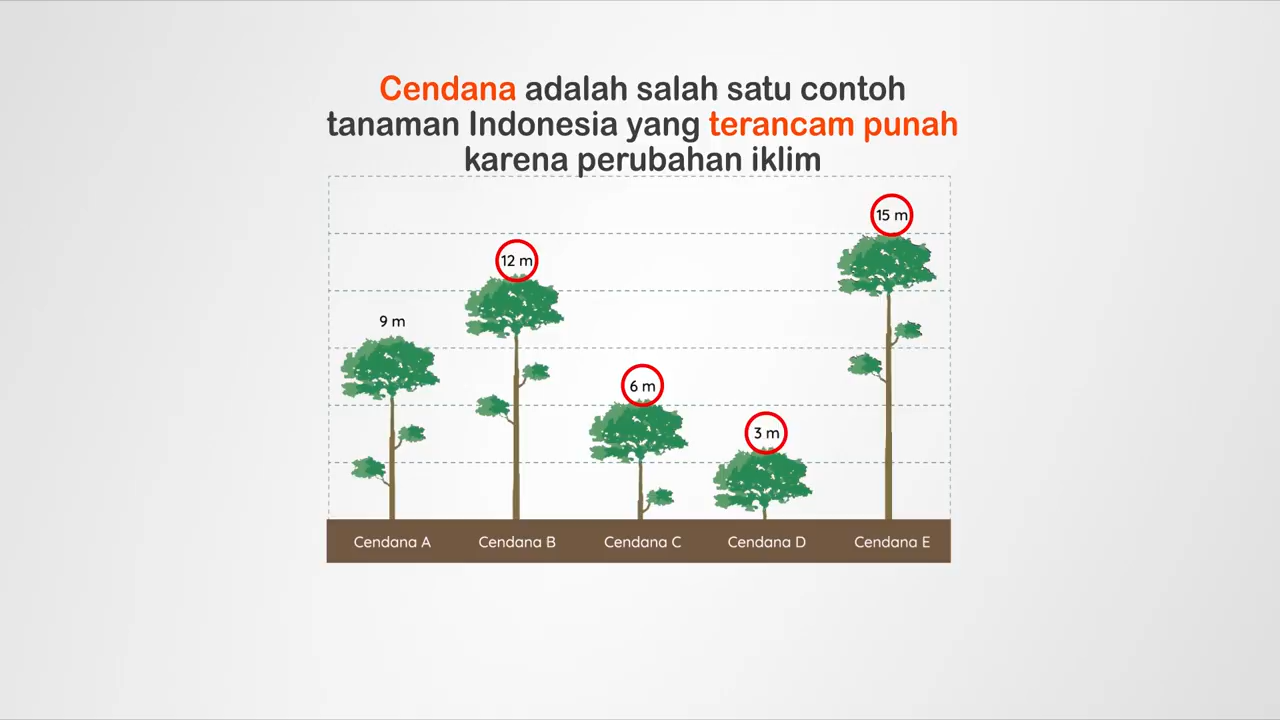 Cendana adalah salah satu contoh
tanaman Indonesia yang terancam punah
karena perubahan iklim
15 m
12 m
9 m
6 m
3 m
Cendana A
Cendana B
Cendana C
Cendana D
Cendana E